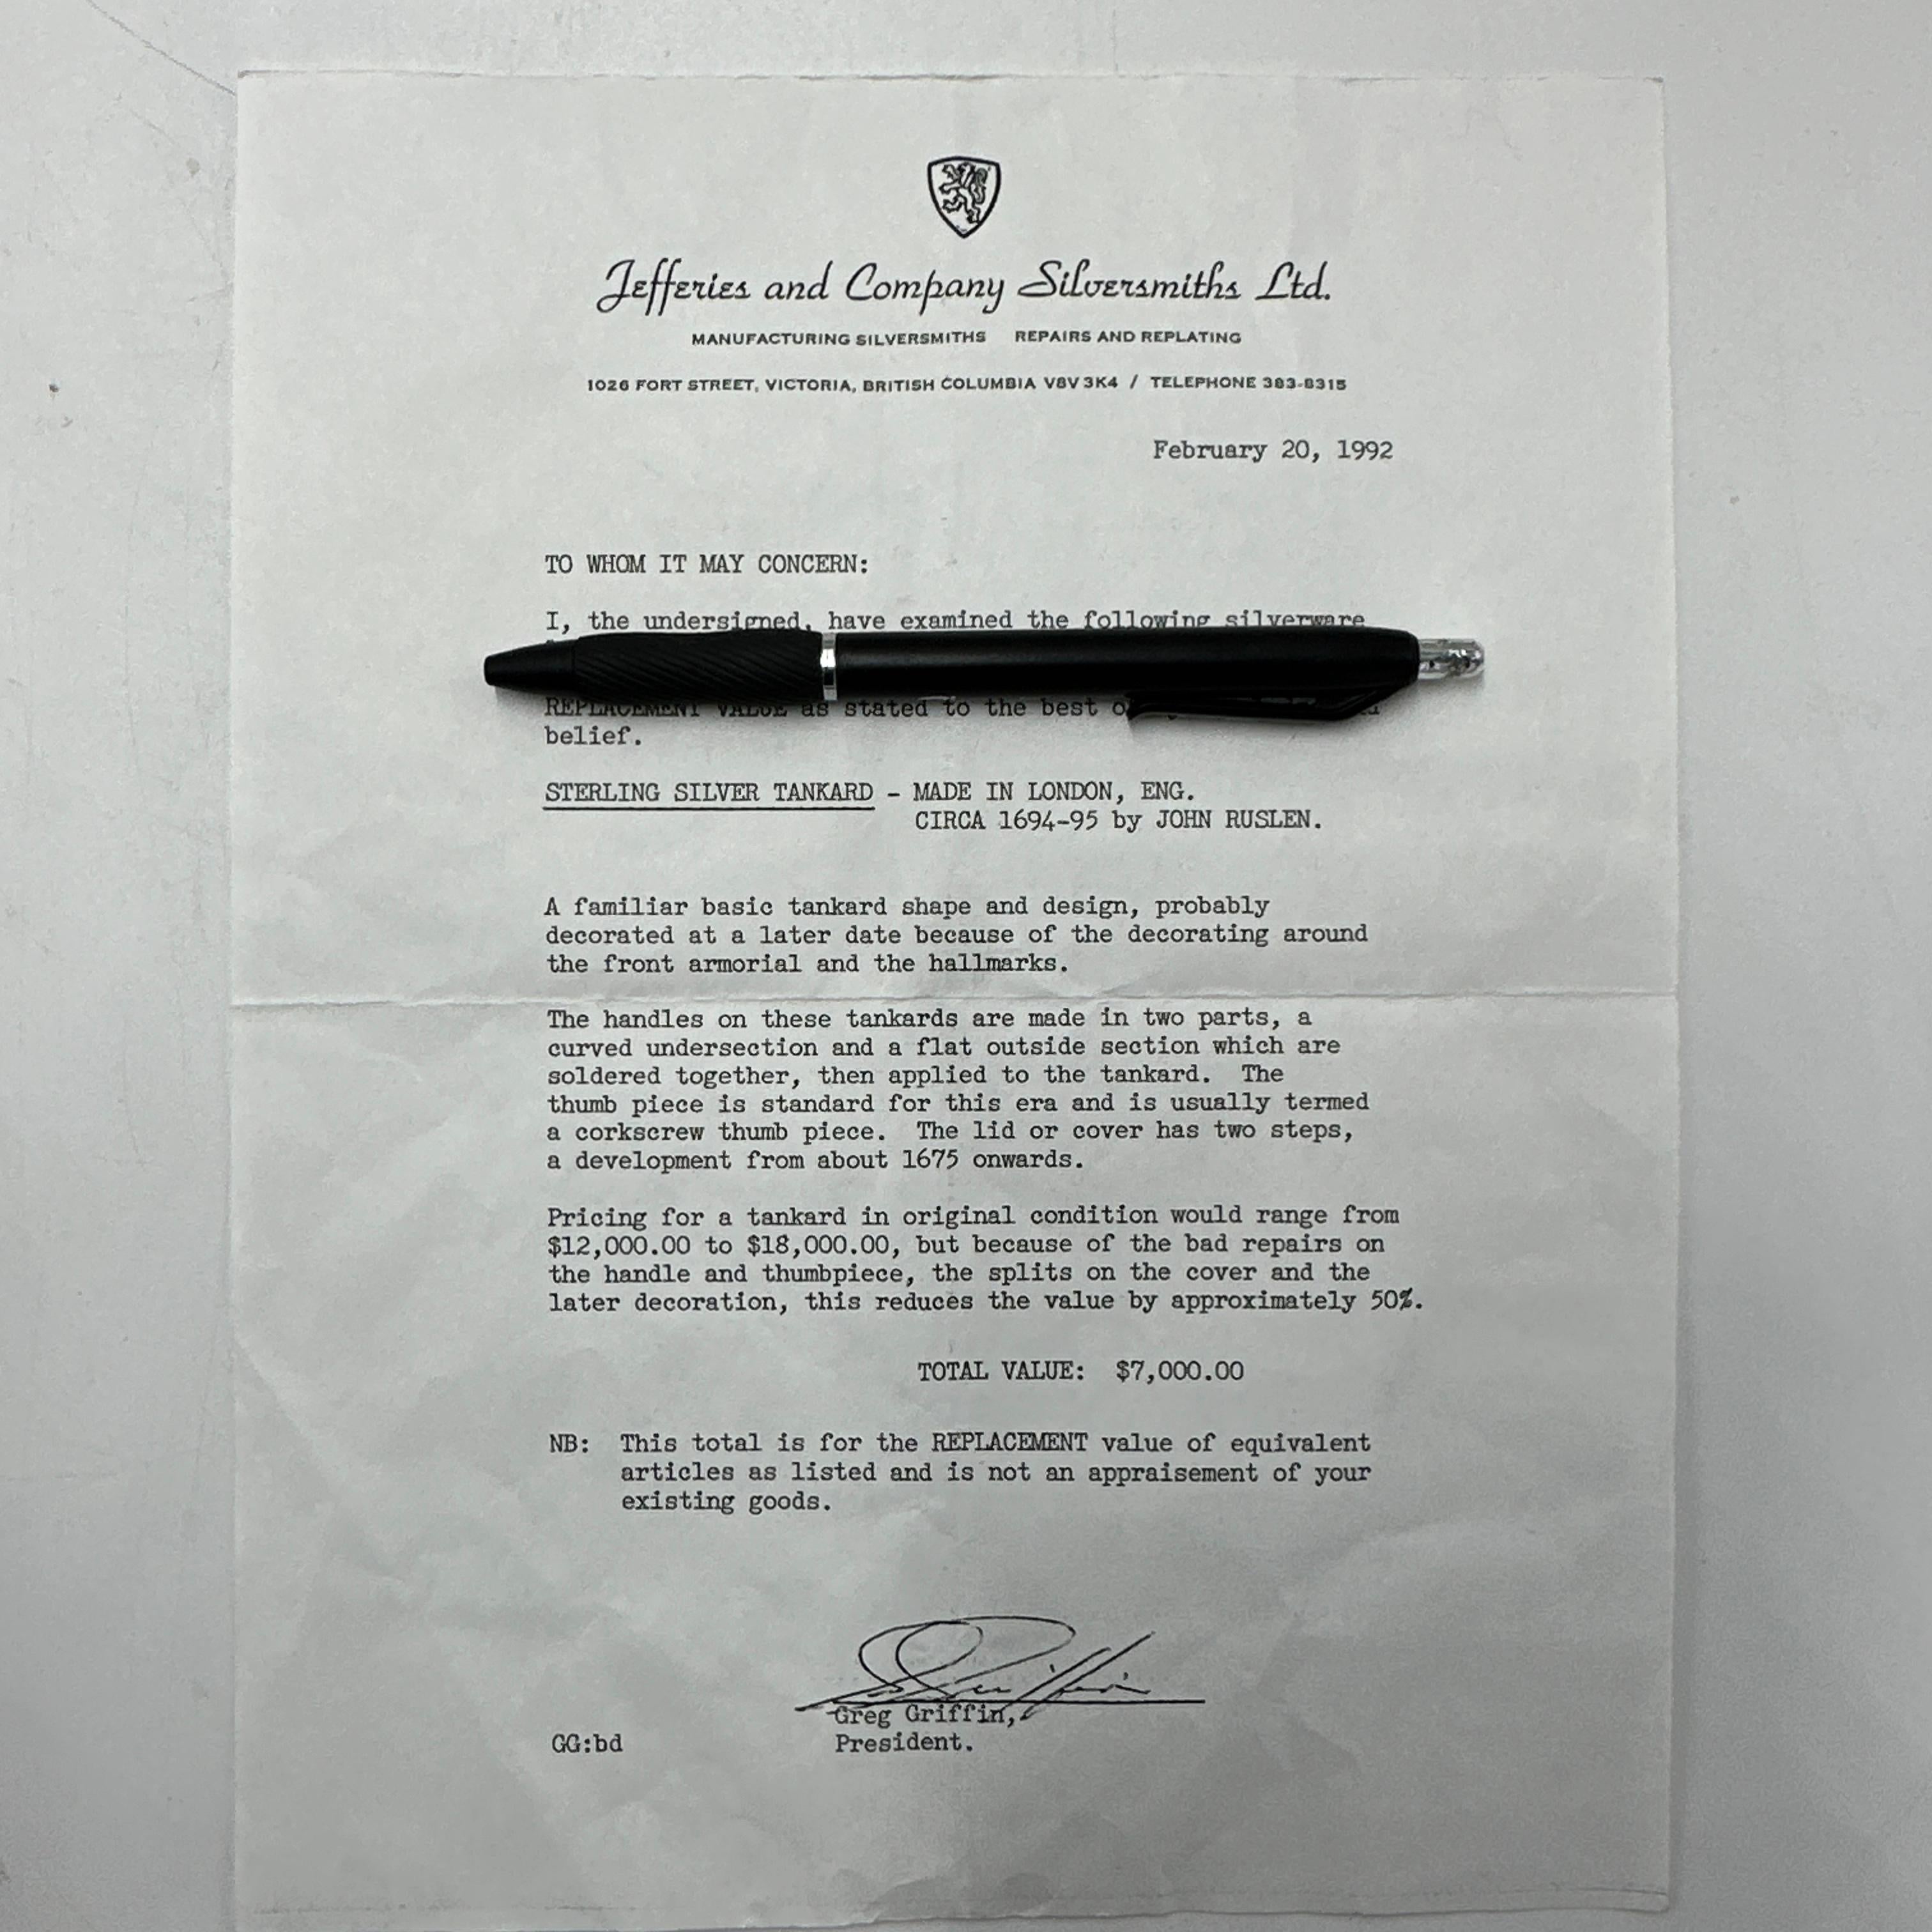 Jefferies and Company Silversmiths Ltd.
MANUFACTURING SILVERSMITHS REPAIRS AND REPLATING
1026 FORT STREET, VICTORIA, BRITISH COLUMBIA V8V 3K4 / TELEPHONE 383-8315
February 20, 1992
TO WHOM IT MAY CONCERN:
I, the undersigned, have examined the following silverware
REPLACEMENT VALUE as stated to the best
belief.
STERLING SILVER TANKARD - MADE IN LONDON, ENG.
CIRCA 1694-95 by JOHN RUSLEN.
A familiar basic tankard shape and design, probably
decorated at a later date because of the decorating around
the front armorial and the hallmarks.
The handles on these tankards are made in two parts, a
curved undersection and a flat outside section which are
soldered together, then applied to the tankard. The
thumb piece is standard for this era and is usually termed
a corkscrew thumb piece. The lid or cover has two steps,
a development from about 1675 onwards.
Pricing for a tankard in original condition would range from
$12,000.00 to $18,000.00, but because of the bad repairs on
the handle and thumbpiece, the splits on the cover and the
later decoration, this reduces the value by approximately 50%.
TOTAL VALUE: $7,000.00
NB: This total is for the REPLACEMENT value of equivalent
articles as listed and is not an appraisement of your
existing goods.
Greg Griffin,
GG:bd President.